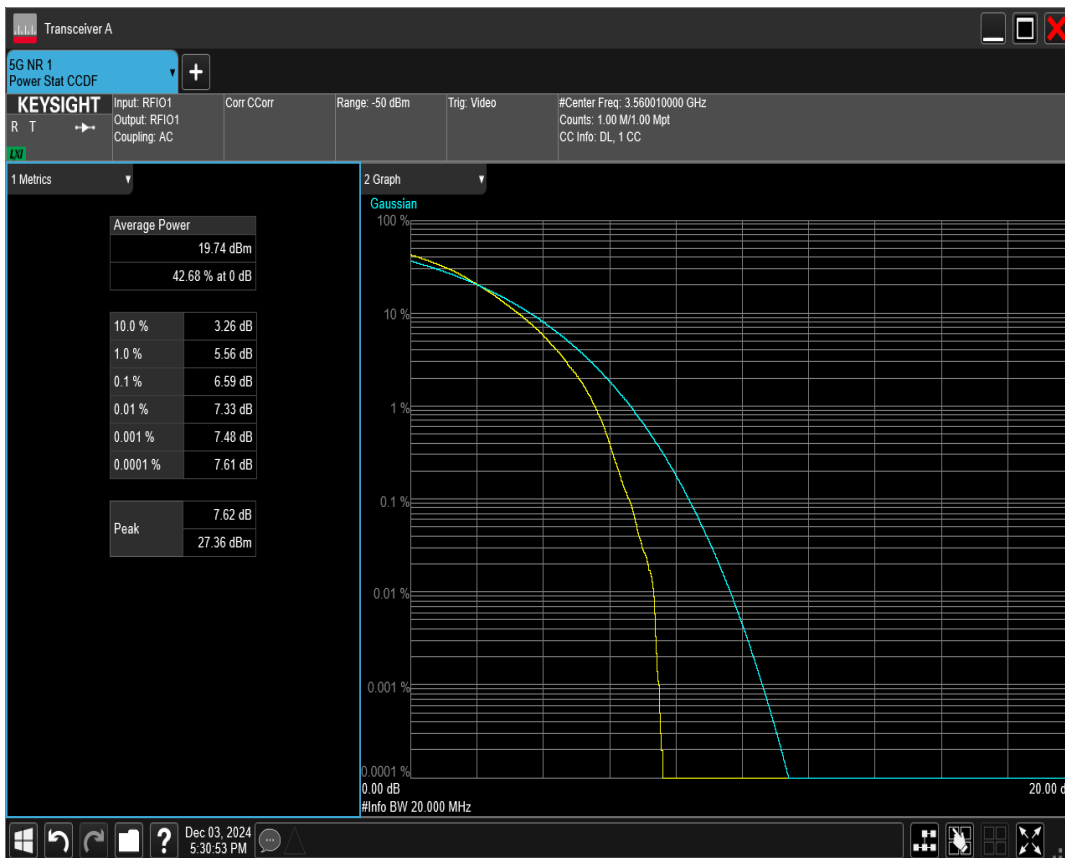 Transceiver A
5G NR 1
Power Stat CCDF
+
KEYSIGHT
R T
LXI
Input: RFIO1
Output: RFIO1
Coupling: AC
Corr CCorr
Range: -50 dBm
Trig: Video
#Center Freq: 3.560010000 GHz
Counts: 1.00 M/1.00 Mpt
CC Info: DL, 1 CC
1 Metrics
Average Power
19.74 dBm
42.68 % at 0 dB
10.0 % 3.26 dB
1.0 % 5.56 dB
0.1 % 6.59 dB
0.01 % 7.33 dB
0.001 % 7.48 dB
0.0001 % 7.61 dB
Peak 7.62 dB
27.36 dBm
2 Graph
Gaussian
100 %
10 %
1 %
0.1 %
0.01 %
0.001 %
0.0001 %
0.00 dB 20.00 d
#Info BW 20.000 MHz
?
Dec 03, 2024
5:30:53 PM